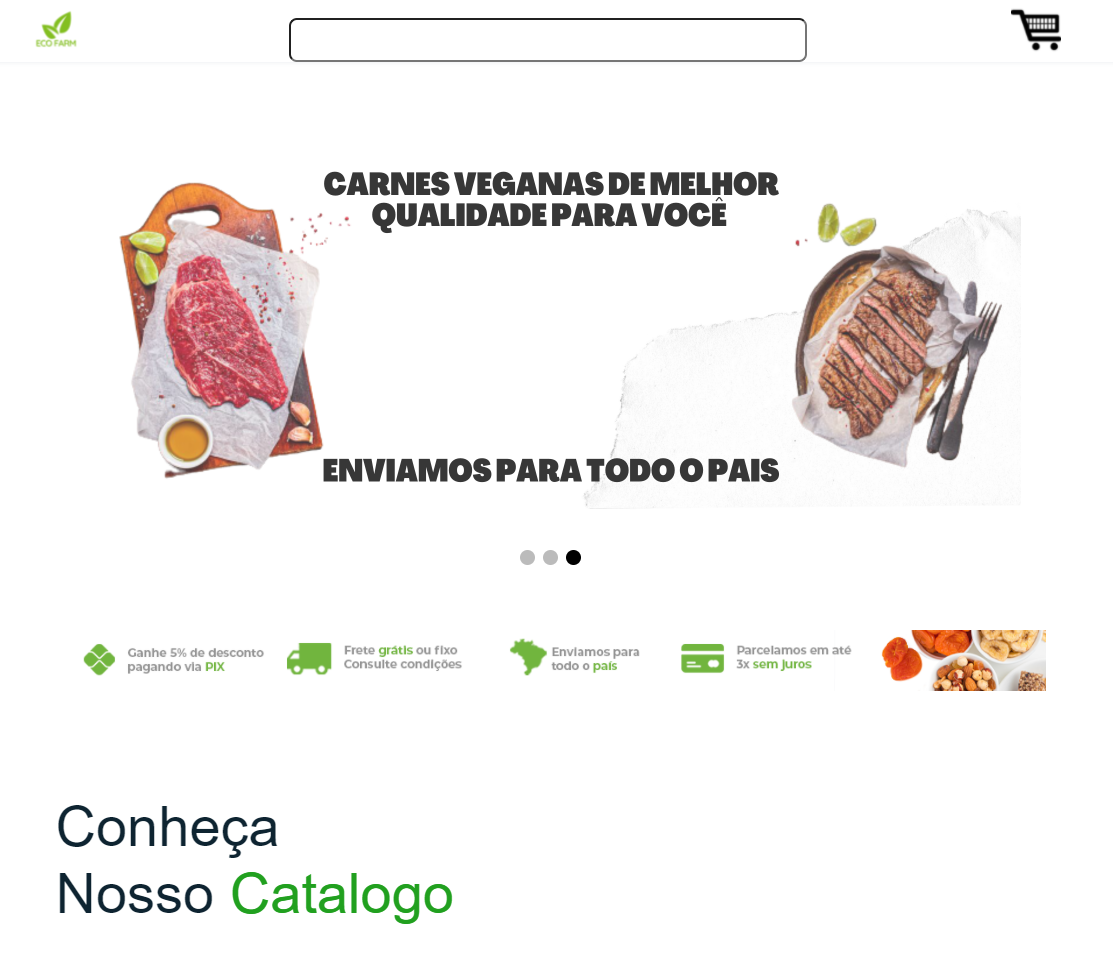 ECO FARM
CARNES VEGANAS DE MELHOR
QUALIDADE PARA VOCÊ
ENVIAMOS PARA TODO O PAIS
Ganhe 5% de desconto
pagando via PIX
Frete grátis ou fixo
Consulte condições
Enviamos para
todo o país
Parcelamos em até
3x sem juros
Conheça
Nosso Catalogo